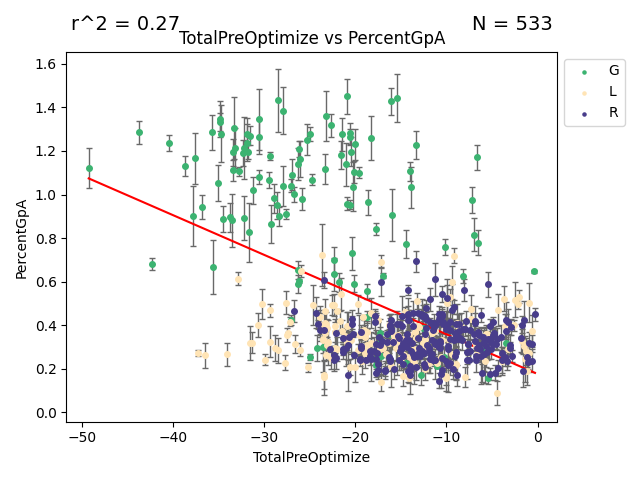 r^2 = 0.27
N = 533
TotalPreOptimize vs PercentGpA
1.6
1.4
1.2
1.0
0.8
0.6
0.4
0.2
0.0
PercentGpA
−50
−40
−30
−20
−10
0
TotalPreOptimize
G
L
R